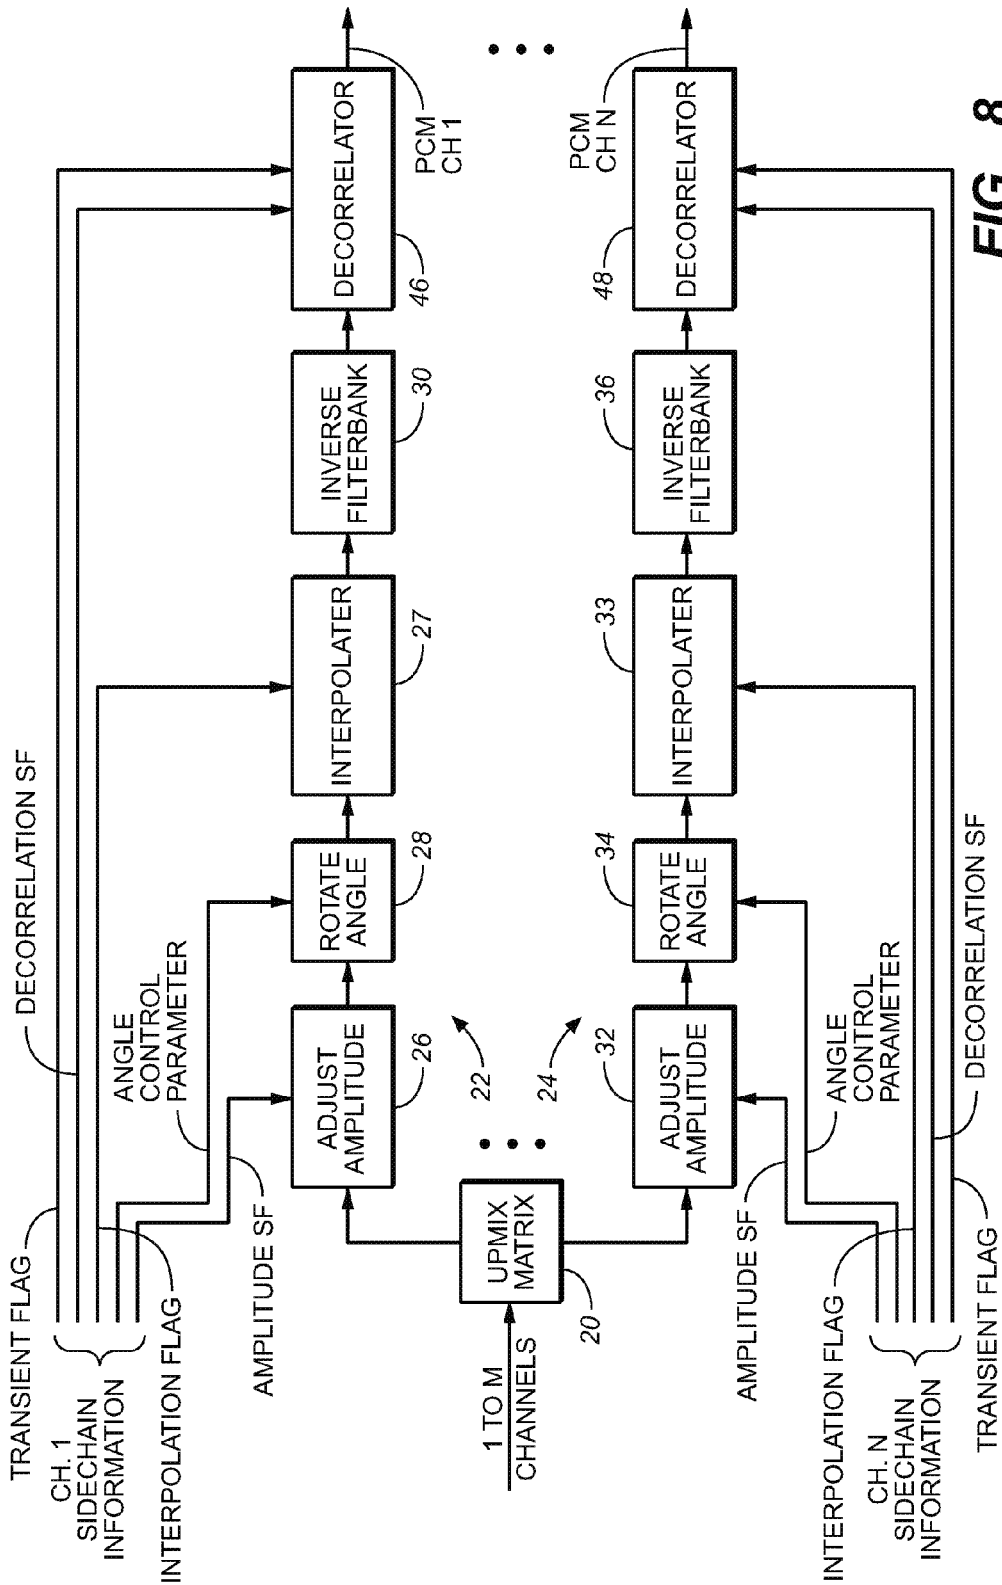 TRANSIENT FLAG
CH. 1
SIDECHAIN
INFORMATION
INTERPOLATION FLAG
DECORRELATION SF
ANGLE
CONTROL
PARAMETER
AMPLITUDE SF
ADJUST
AMPLITUDE
26
ROTATE
ANGLE
28
INTERPOLATER
27
INVERSE
FILTERBANK
30
DECORRELATOR
46
PCM
CH 1
1 TO M
CHANNELS
UPMIX
MATRIX
20
22
24
ADJUST
AMPLITUDE
32
ROTATE
ANGLE
34
INTERPOLATER
33
INVERSE
FILTERBANK
36
DECORRELATOR
48
PCM
CH N
AMPLITUDE SF
ANGLE
CONTROL
PARAMETER
INTERPOLATION FLAG
CH. N
SIDECHAIN
INFORMATION
DECORRELATION SF
TRANSIENT FLAG
FIG_8